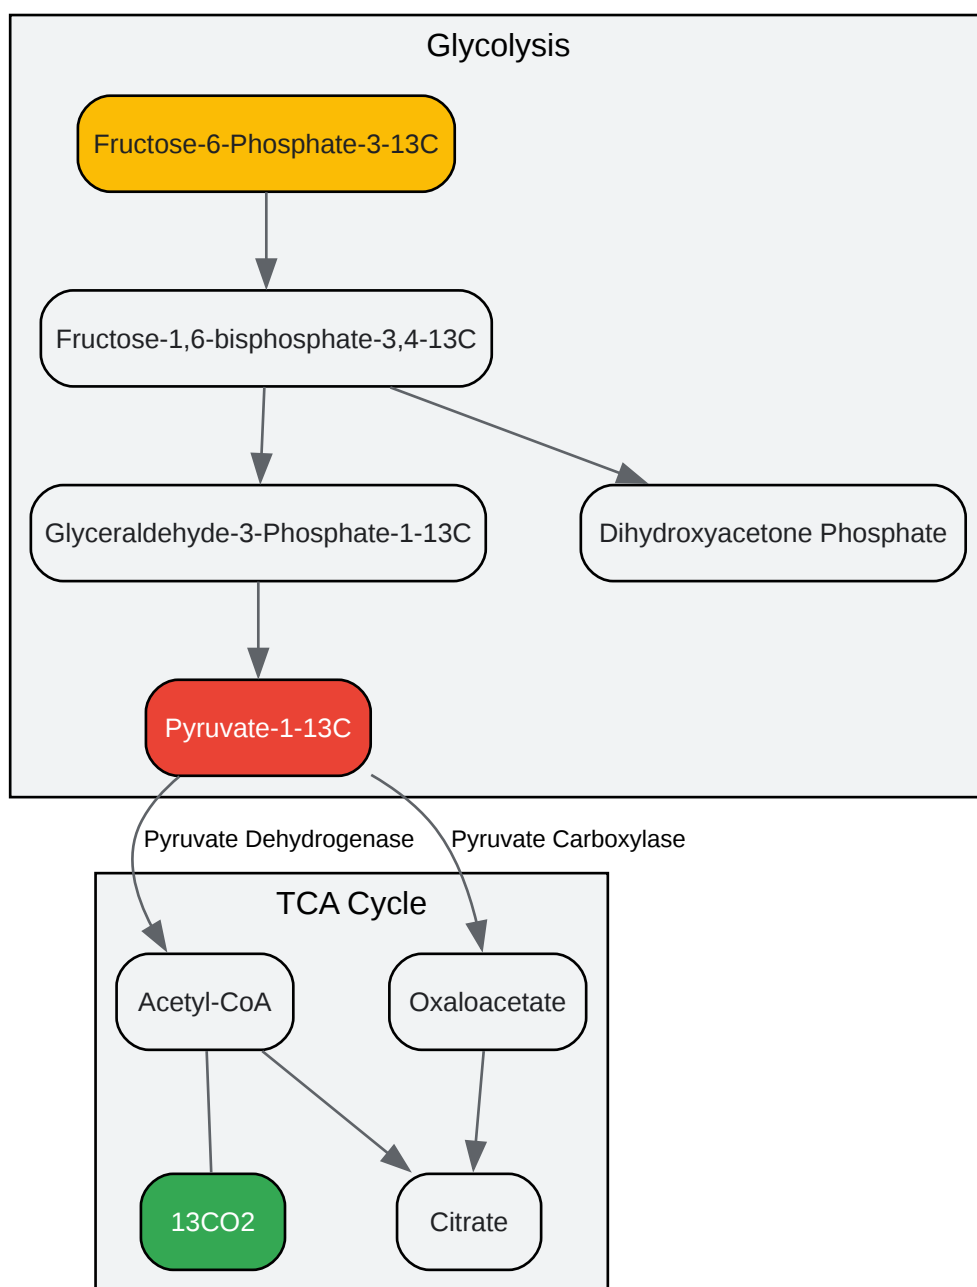 Glycolysis
Fructose-6-Phosphate-3-13C
Fructose-1,6-bisphosphate-3,4-13C
Glyceraldehyde-3-Phosphate-1-13C
Dihydroxyacetone Phosphate
Pyruvate-1-13C
Pyruvate Dehydrogenase
Pyruvate Carboxylase
TCA Cycle
Acetyl-CoA
Oxaloacetate
13CO2
Citrate